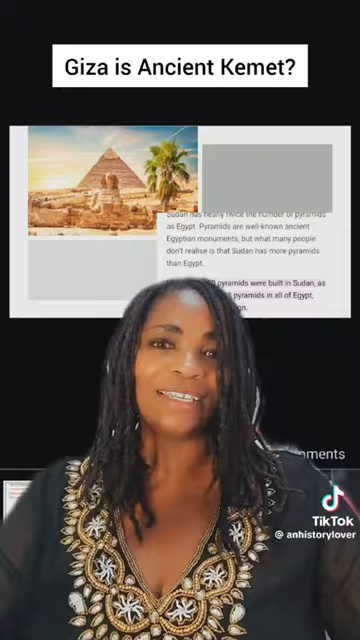 Giza is Ancient Kemet?
Sudan has nearly twice the number of pyramids
as Egypt. Pyramids are well-known ancient
Egyptian monuments, but what many people
don't realise is that Sudan has more pyramids
than Egypt.
pyramids were built in Sudan, as
pyramids in all of Egypt,
TikTok
@ anhistorylover